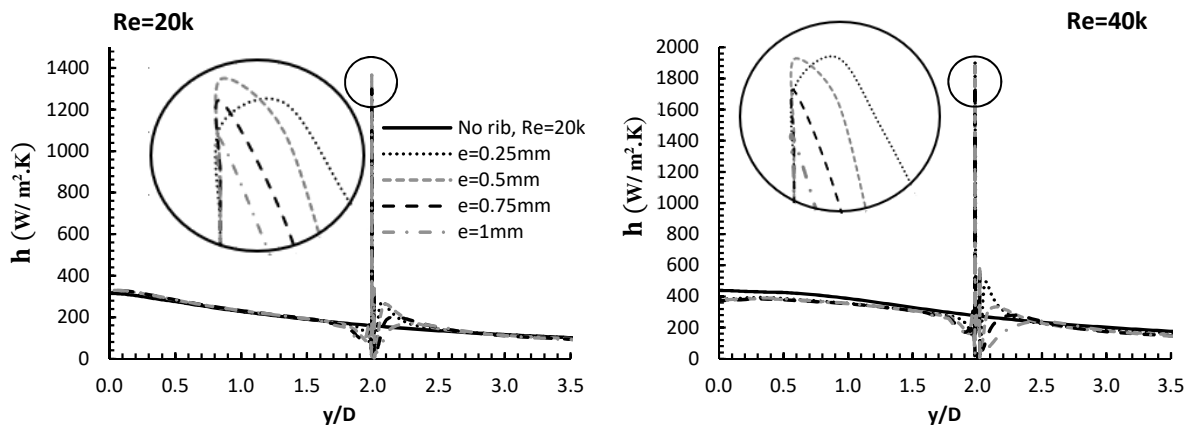 Re=20k
h (W/ m².K)
1400
1200
1000
800
600
400
200
0
0.0 0.5 1.0 1.5 2.0 2.5 3.0 3.5
y/D
No rib, Re=20k
e=0.25mm
e=0.5mm
e=0.75mm
e=1mm
Re=40k
h (W/ m².K)
2000
1800
1600
1400
1200
1000
800
600
400
200
0
0.0 0.5 1.0 1.5 2.0 2.5 3.0 3.5
y/D